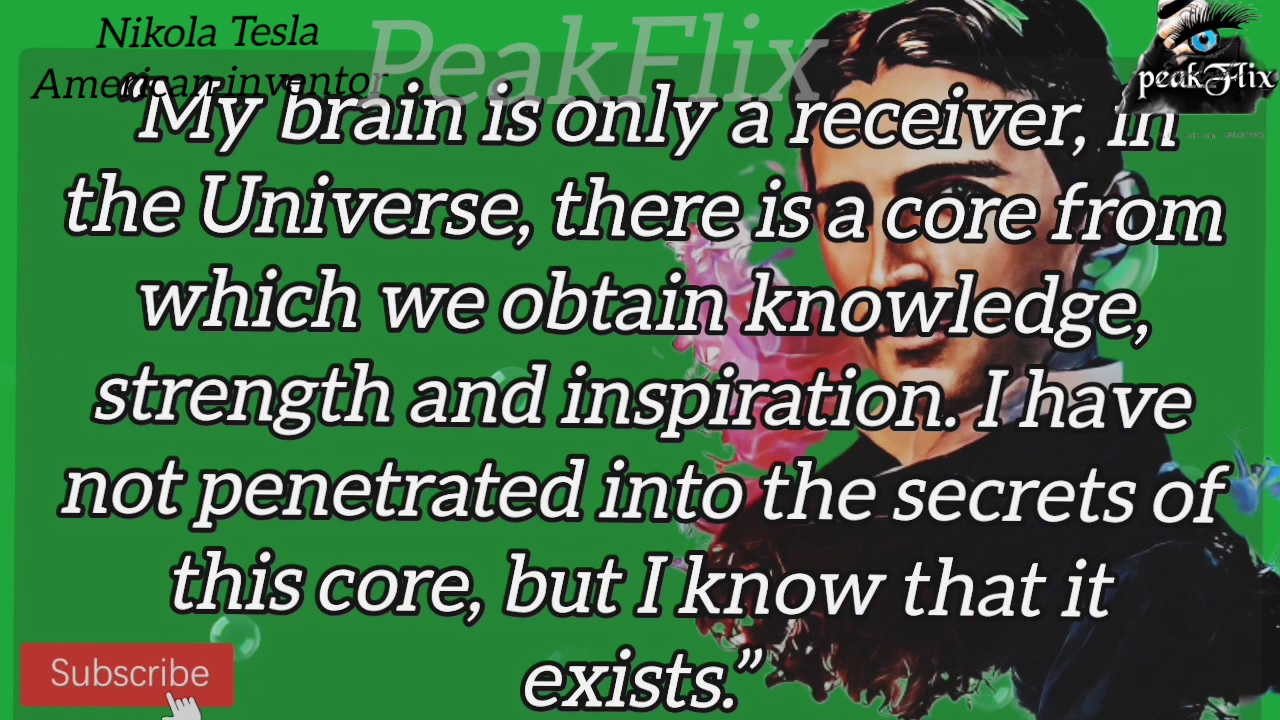 Nikola Tesla
American inventor
PeakFlix
peakFlix
“My brain is only a receiver, in
the Universe, there is a core from
which we obtain knowledge,
strength and inspiration. I have
not penetrated into the secrets of
this core, but I know that it
exists.”
Subscribe